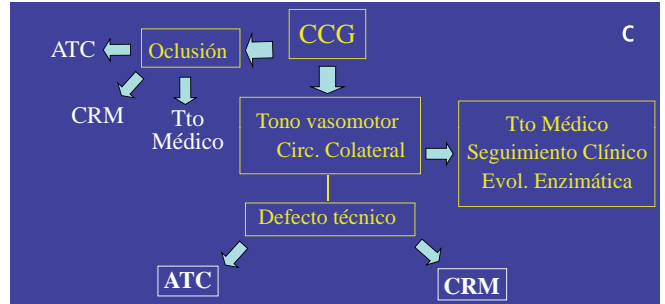 CCG
C
ATC
Oclusión
CRM
Tto
Médico
Tono vasomotor
Circ. Colateral
Tto Médico
Seguimiento Clínico
Evol. Enzimática
Defecto técnico
ATC
CRM